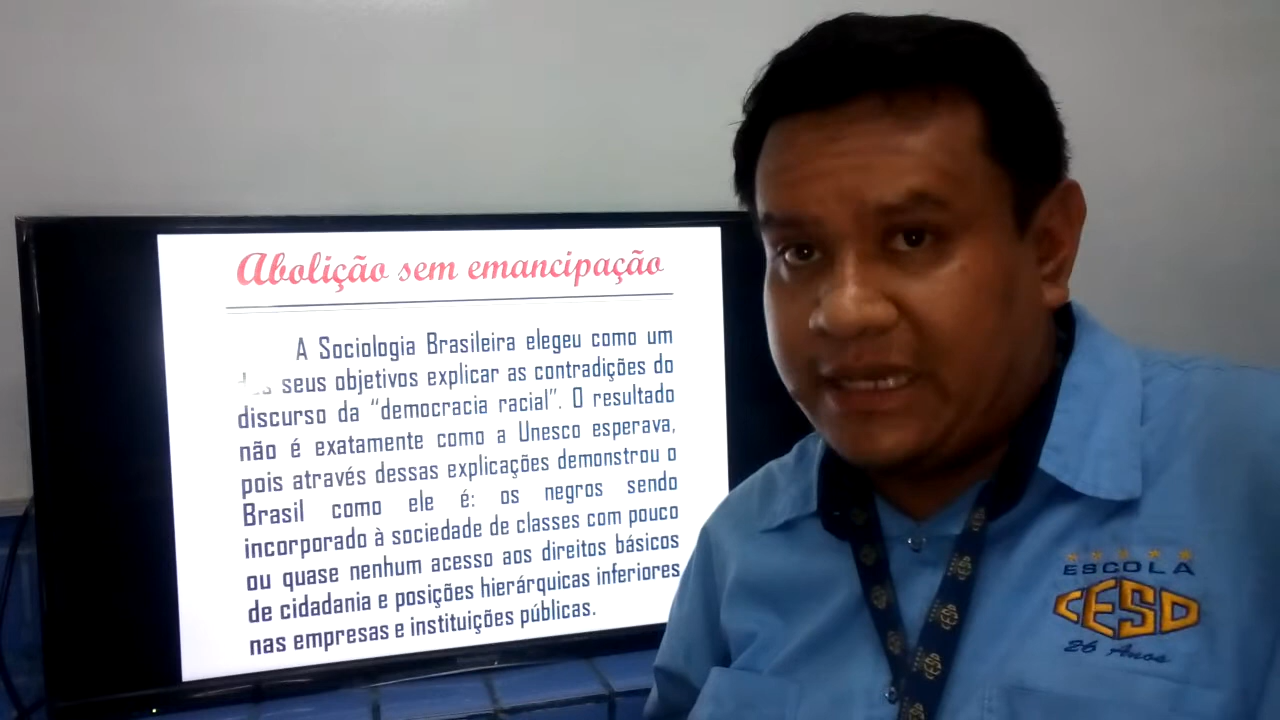 Abolição sem emancipação
A Sociologia Brasileira elegeu como um
seus objetivos explicar as contradições do
discurso da “democracia racial”. O resultado
não é exatamente como a Unesco esperava,
pois através dessas explicações demonstrou o
Brasil como ele é: os negros sendo
incorporado à sociedade de classes com pouco
ou quase nenhum acesso aos direitos básicos
de cidadania e posições hierárquicas inferiores
nas empresas e instituições públicas.
ESCOLA
CESD
26 Anos